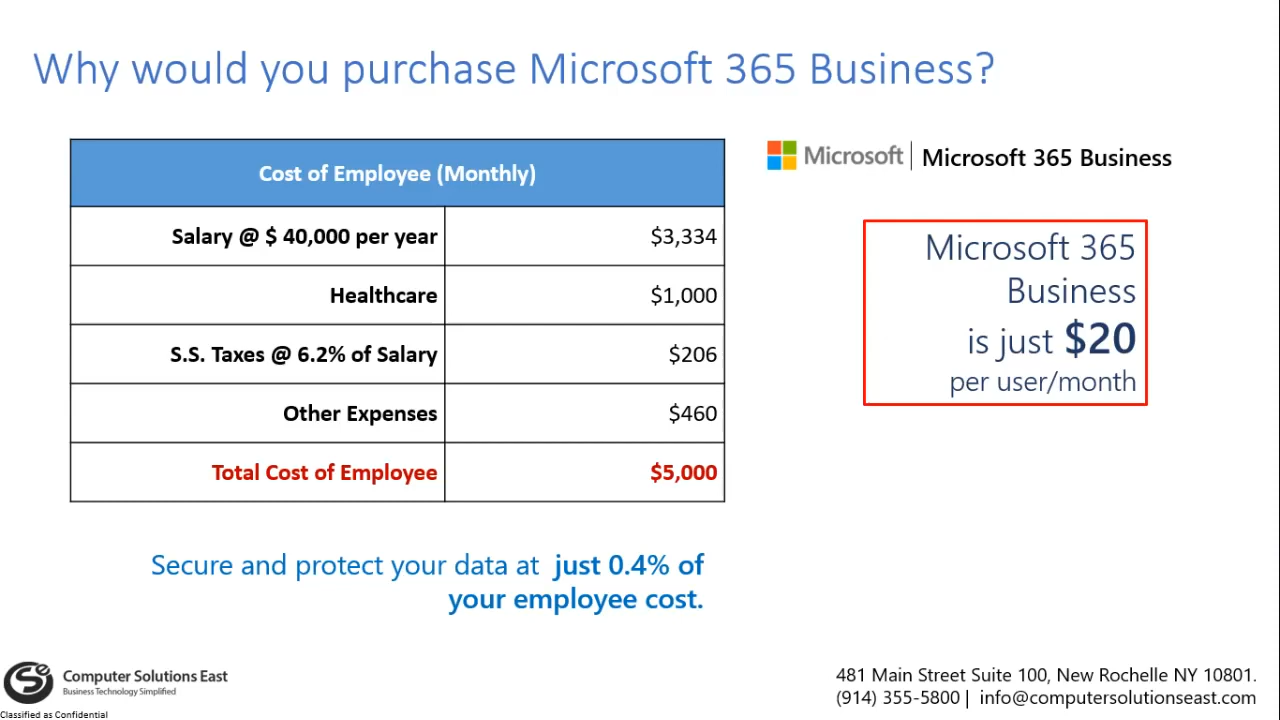 Why would you purchase Microsoft 365 Business?
Cost of Employee (Monthly)
Salary @ $ 40,000 per year $3,334
Healthcare $1,000
S.S. Taxes @ 6.2% of Salary $206
Other Expenses $460
Total Cost of Employee $5,000
Secure and protect your data at just 0.4% of
your employee cost.
Microsoft | Microsoft 365 Business
Microsoft 365
Business
is just $20
per user/month
Computer Solutions East
Business Technology Simplified
Classified as Confidential
481 Main Street Suite 100, New Rochelle NY 10801.
(914) 355-5800 | info@computersolutionseast.com